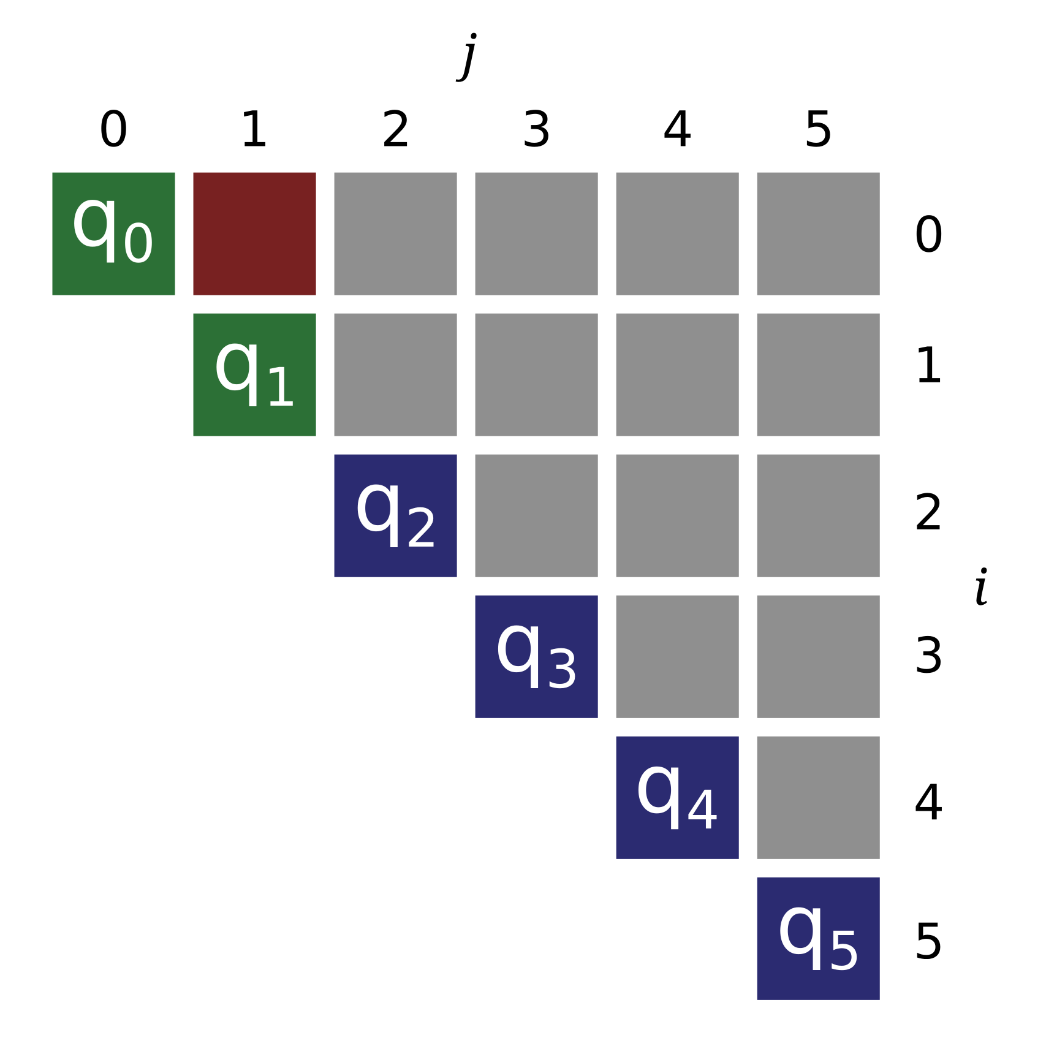 j
0 1 2 3 4 5
q₀ 0
q₁ 1
q₂ 2
i
q₃ 3
q₄ 4
q₅ 5